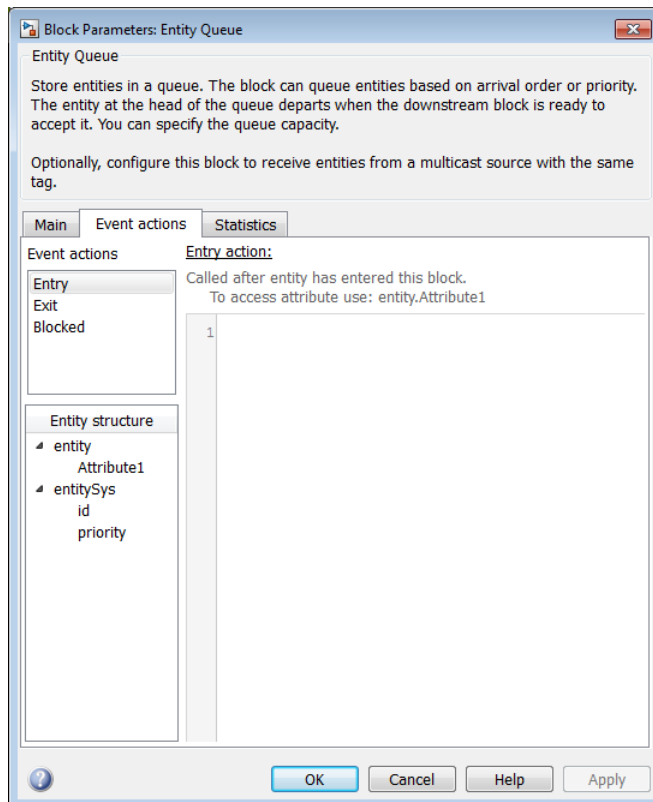 Block Parameters: Entity Queue
Entity Queue
Store entities in a queue. The block can queue entities based on arrival order or priority.
The entity at the head of the queue departs when the downstream block is ready to
accept it. You can specify the queue capacity.
Optionally, configure this block to receive entities from a multicast source with the same
tag.
Main Event actions Statistics
Event actions
Entry
Exit
Blocked
Entity structure
entity
Attribute1
entitySys
id
priority
Entry action:
Called after entity has entered this block.
To access attribute use: entity.Attribute1
1
? OK Cancel Help Apply